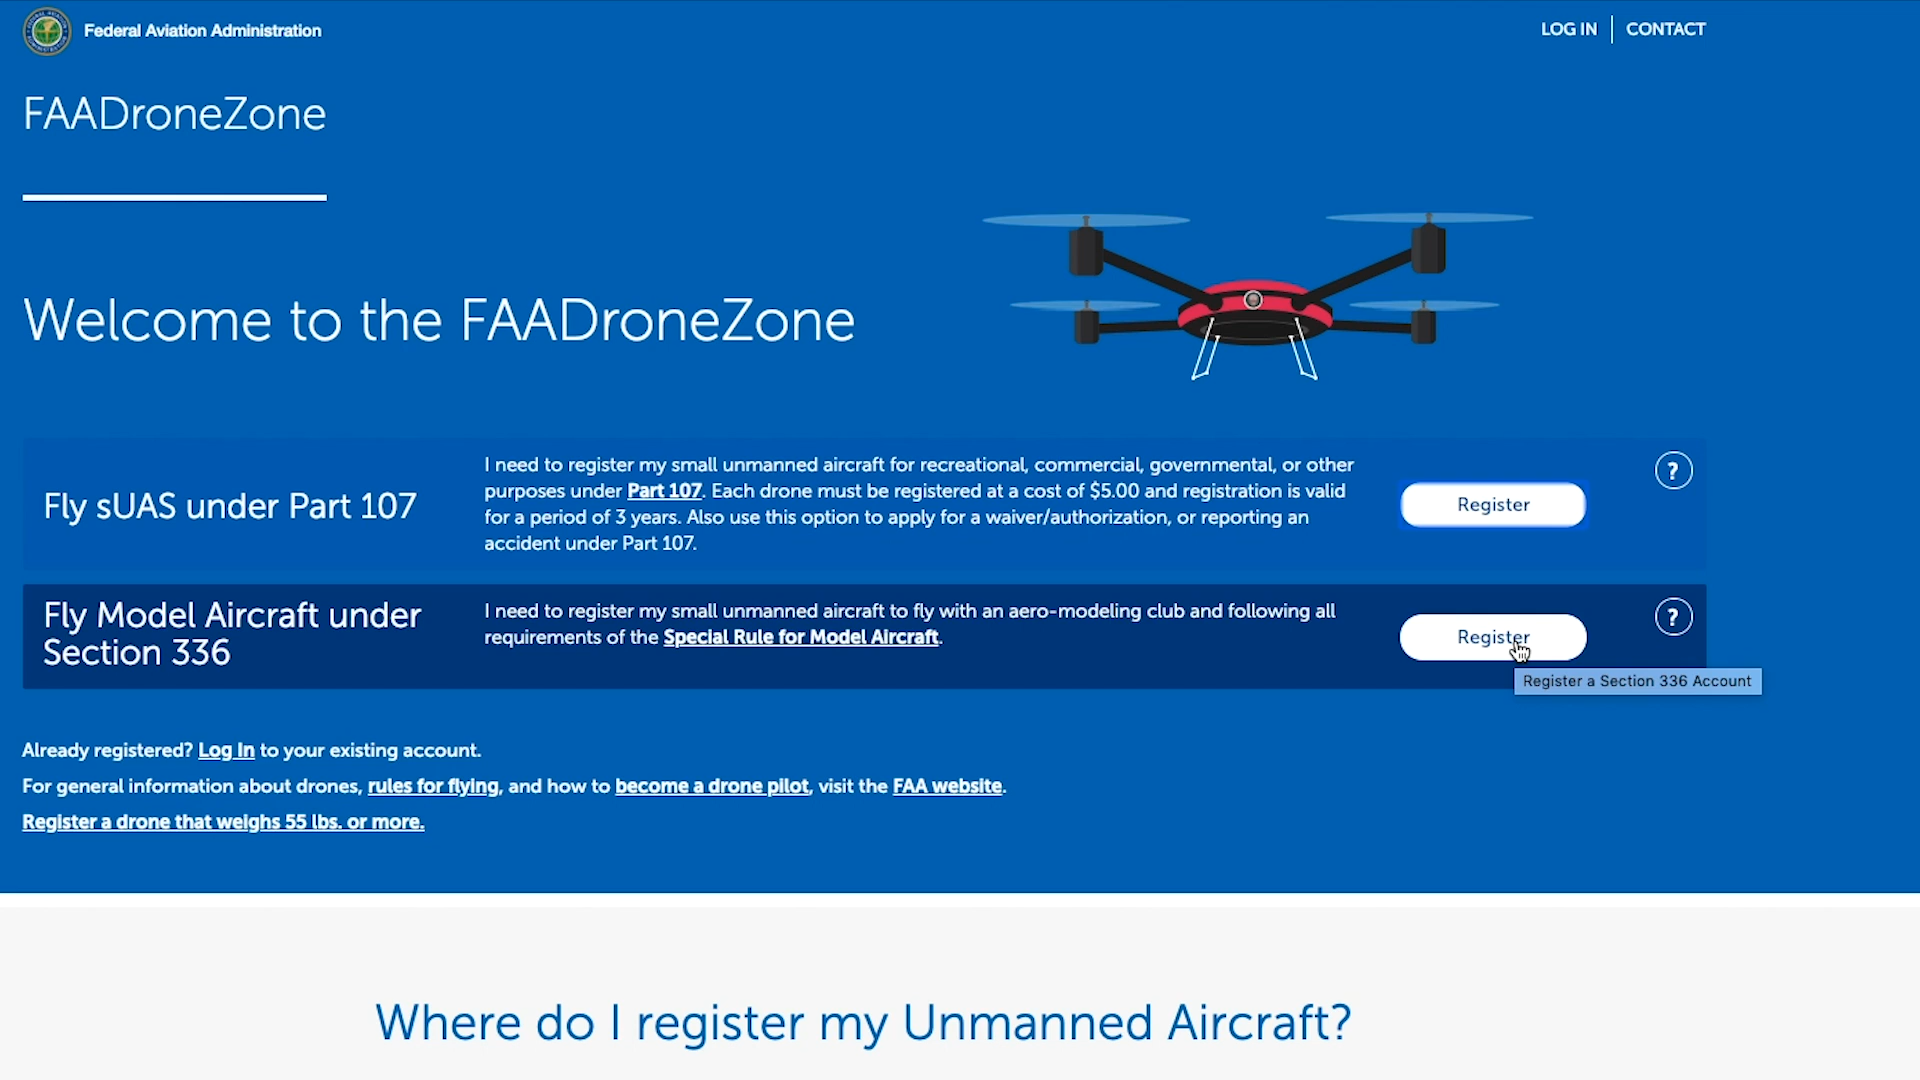 Federal Aviation Administration
LOG IN
CONTACT
FAADroneZone
Welcome to the FAADroneZone
Fly sUAS under Part 107
I need to register my small unmanned aircraft for recreational, commercial, governmental, or other
purposes under Part 107. Each drone must be registered at a cost of $5.00 and registration is valid
for a period of 3 years. Also use this option to apply for a waiver/authorization, or reporting an
accident under Part 107.
Register
?
Fly Model Aircraft under
Section 336
I need to register my small unmanned aircraft to fly with an aero-modeling club and following all
requirements of the Special Rule for Model Aircraft.
Register
?
Register a Section 336 Account
Already registered? Log In to your existing account.
For general information about drones, rules for flying, and how to become a drone pilot, visit the FAA website.
Register a drone that weighs 55 lbs. or more.
Where do I register my Unmanned Aircraft?